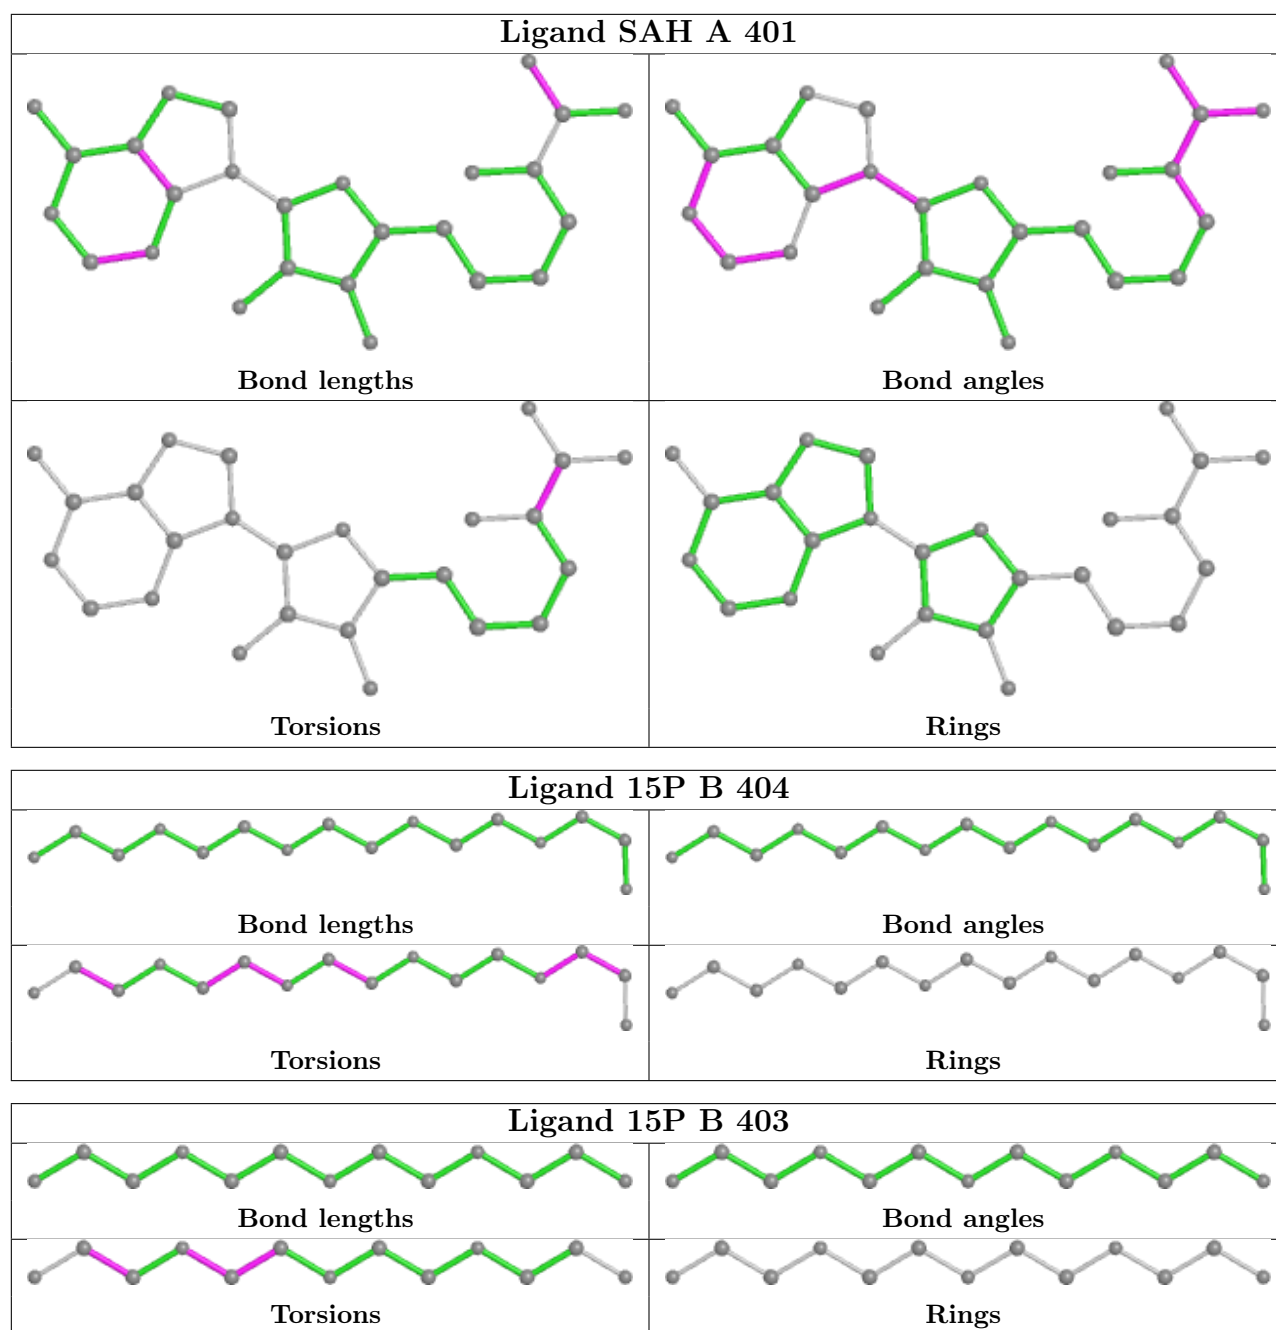 Ligand SAH A 401
Bond lengths
Bond angles
Torsions
Rings
Ligand 15P B 404
Bond lengths
Bond angles
Torsions
Rings
Ligand 15P B 403
Bond lengths
Bond angles
Torsions
Rings